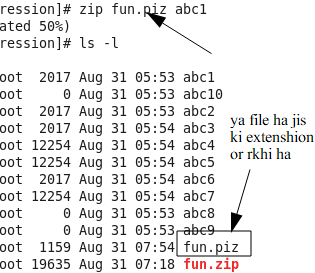 ression]# zip fun.piz abc1
ated 50%)
ression]# ls -l
oot 2017 Aug 31 05:53 abc1
oot 0 Aug 31 05:53 abc10
oot 2017 Aug 31 05:53 abc2
oot 2017 Aug 31 05:54 abc3
oot 12254 Aug 31 05:54 abc4
oot 12254 Aug 31 05:54 abc5
oot 2017 Aug 31 05:54 abc6
oot 12254 Aug 31 05:54 abc7
oot 0 Aug 31 05:53 abc8
oot 0 Aug 31 05:53 abc9
oot 1159 Aug 31 07:54 fun.piz
oot 19635 Aug 31 07:18 fun.zip
ya file ha jis
ki extenshion
or rkhi ha